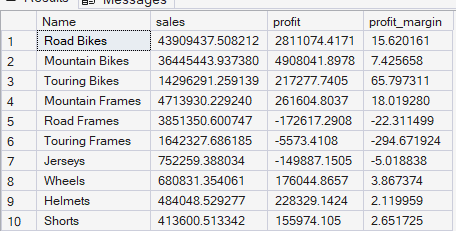 Results Messages
Name sales profit profit_margin
1 Road Bikes 43909437.508212 2811074.4171 15.620161
2 Mountain Bikes 36445443.937380 4908041.8978 7.425658
3 Touring Bikes 14296291.259139 217277.7405 65.797311
4 Mountain Frames 4713930.229240 261604.8037 18.019280
5 Road Frames 3851350.600747 -172617.2908 -22.311499
6 Touring Frames 1642327.686185 -5573.4108 -294.671924
7 Jerseys 752259.388034 -149887.1505 -5.018838
8 Wheels 680831.354061 176044.8657 3.867374
9 Helmets 484048.529277 228329.1424 2.119959
10 Shorts 413600.513342 155974.105 2.651725